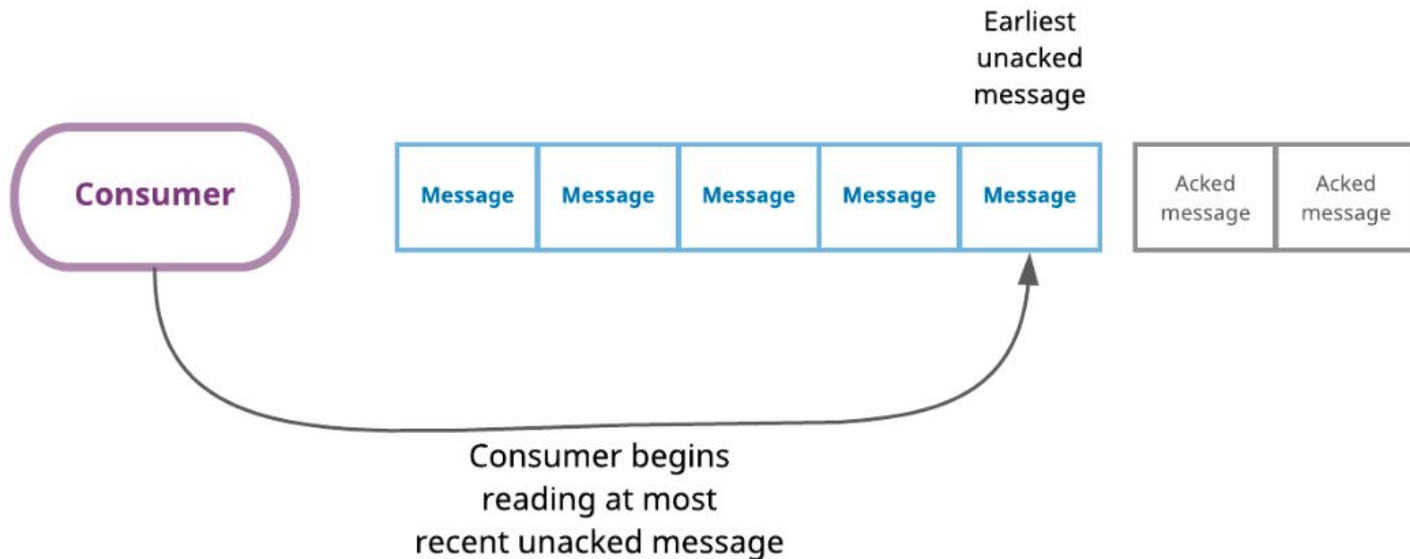 Earliest
unacked
message
Consumer
Message
Message
Message
Message
Message
Acked
message
Acked
message
Consumer begins
reading at most
recent unacked message